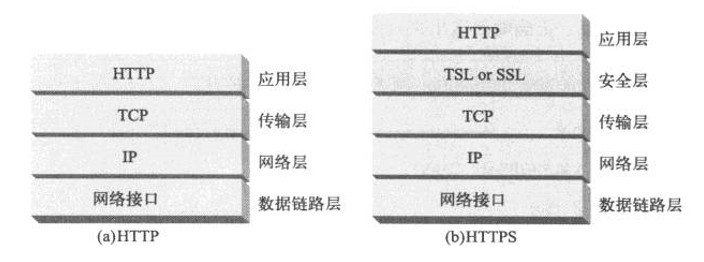 HTTP 应用层
TCP 传输层
IP 网络层
网络接口 数据链路层
(a)HTTP
HTTP 应用层
TSL or SSL 安全层
TCP 传输层
IP 网络层
网络接口 数据链路层
(b)HTTPS